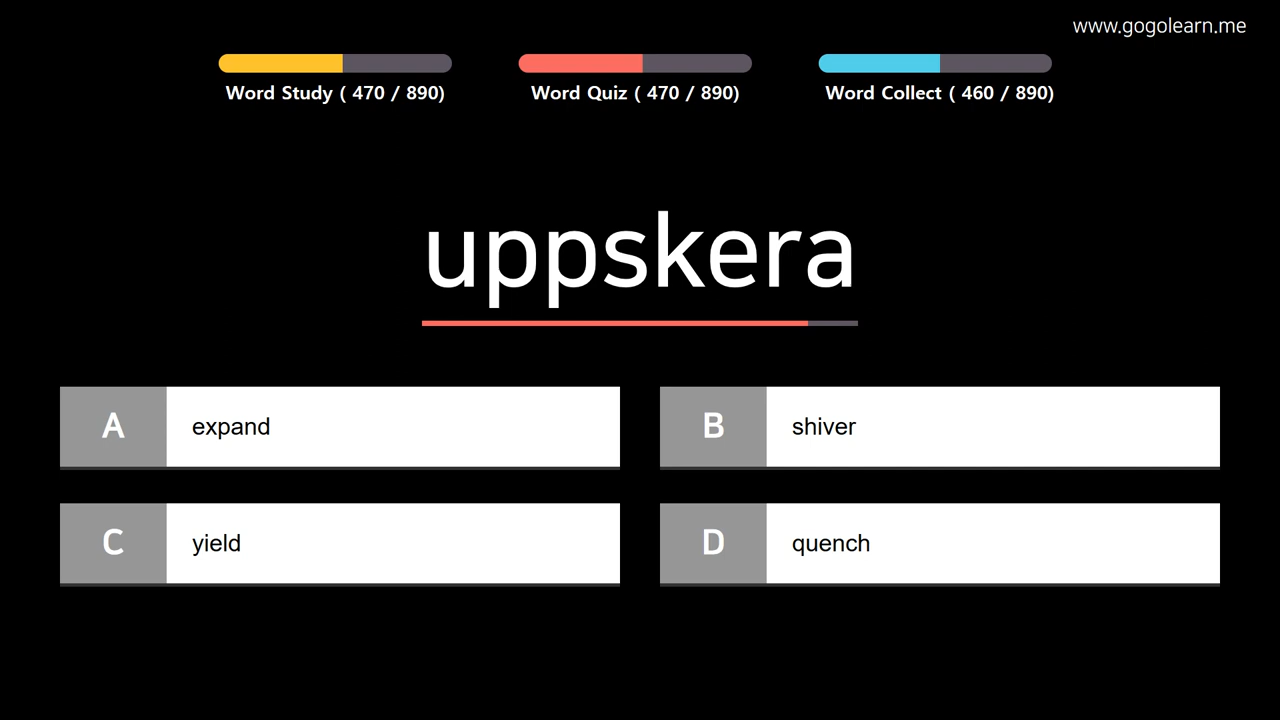 www.gogolearn.me
Word Study ( 470 / 890)
Word Quiz ( 470 / 890)
Word Collect ( 460 / 890)
uppskera
A expand
B shiver
C yield
D quench